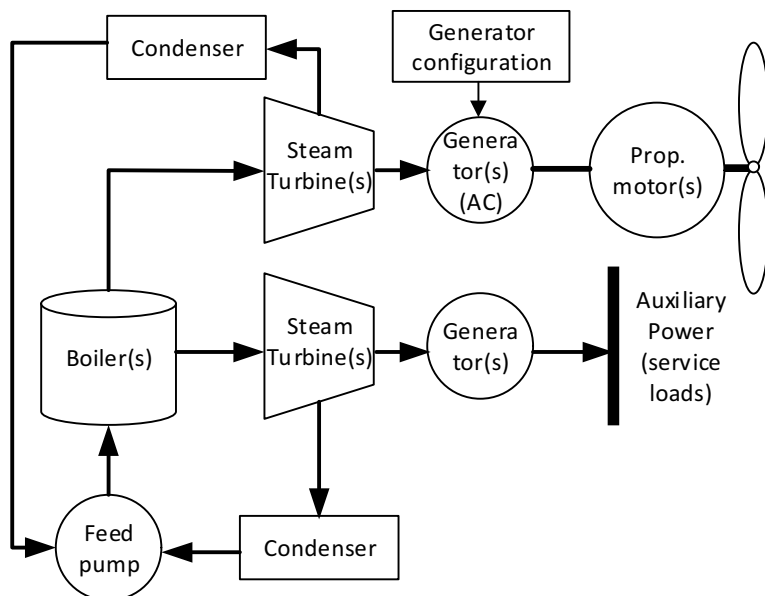 Condenser
Generator
configuration
Steam
Turbine(s)
Genera
tor(s)
(AC)
Prop.
motor(s)
Boiler(s)
Steam
Turbine(s)
Genera
tor(s)
Auxiliary
Power
(service
loads)
Feed
pump
Condenser